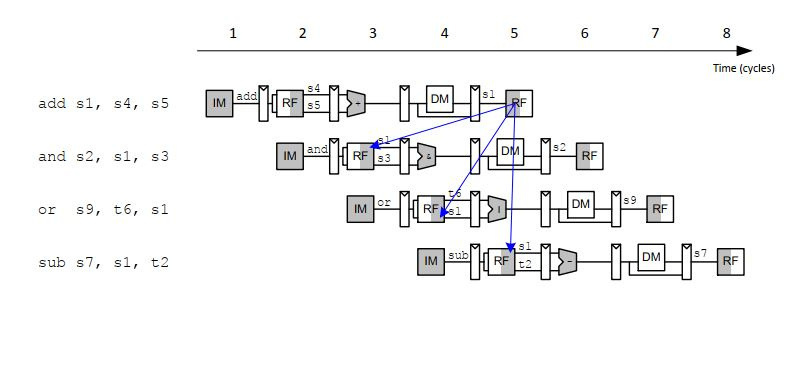 1 2 3 4 5 6 7 8
Time (cycles)
add s1, s4, s5 IM add RF s4 s5 + DM s1 RF
and s2, s1, s3 IM and RF s1 s3 & DM s2 RF
or s9, t6, s1 IM or RF t6 s1 | DM s9 RF
sub s7, s1, t2 IM sub RF s1 t2 - DM s7 RF